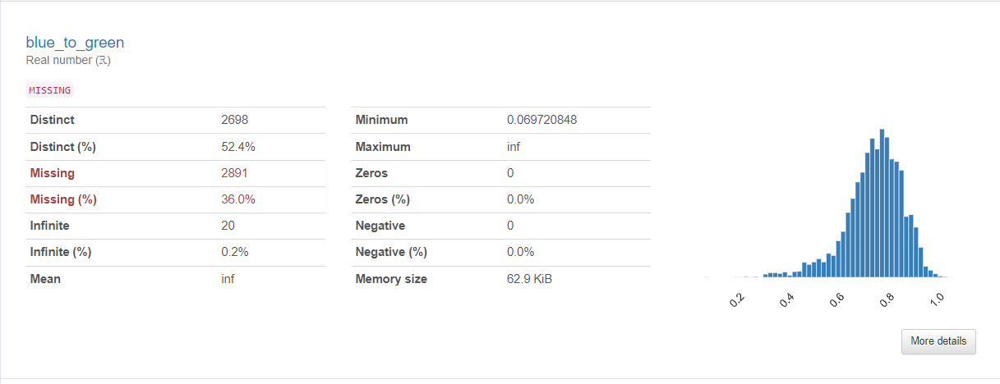 blue_to_green
Real number (ℝ)
MISSING
Distinct 2698
Distinct (%) 52.4%
Missing 2891
Missing (%) 36.0%
Infinite 20
Infinite (%) 0.2%
Mean inf
Minimum 0.069720848
Maximum inf
Zeros 0
Zeros (%) 0.0%
Negative 0
Negative (%) 0.0%
Memory size 62.9 KiB
0.2 0.4 0.6 0.8 1.0
More details